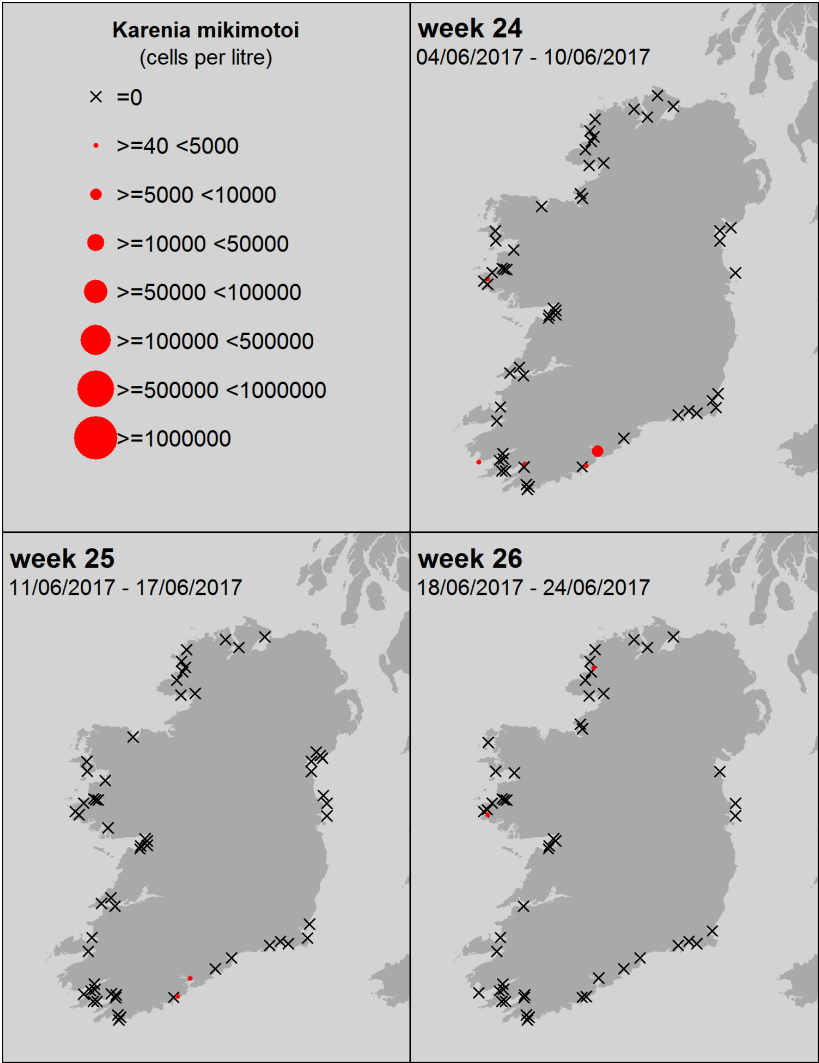 Karenia mikimotoi
(cells per litre)
=0
>=40 <5000
>=5000 <10000
>=10000 <50000
>=50000 <100000
>=100000 <500000
>=500000 <1000000
>=1000000
week 24
04/06/2017 - 10/06/2017
week 25
11/06/2017 - 17/06/2017
week 26
18/06/2017 - 24/06/2017